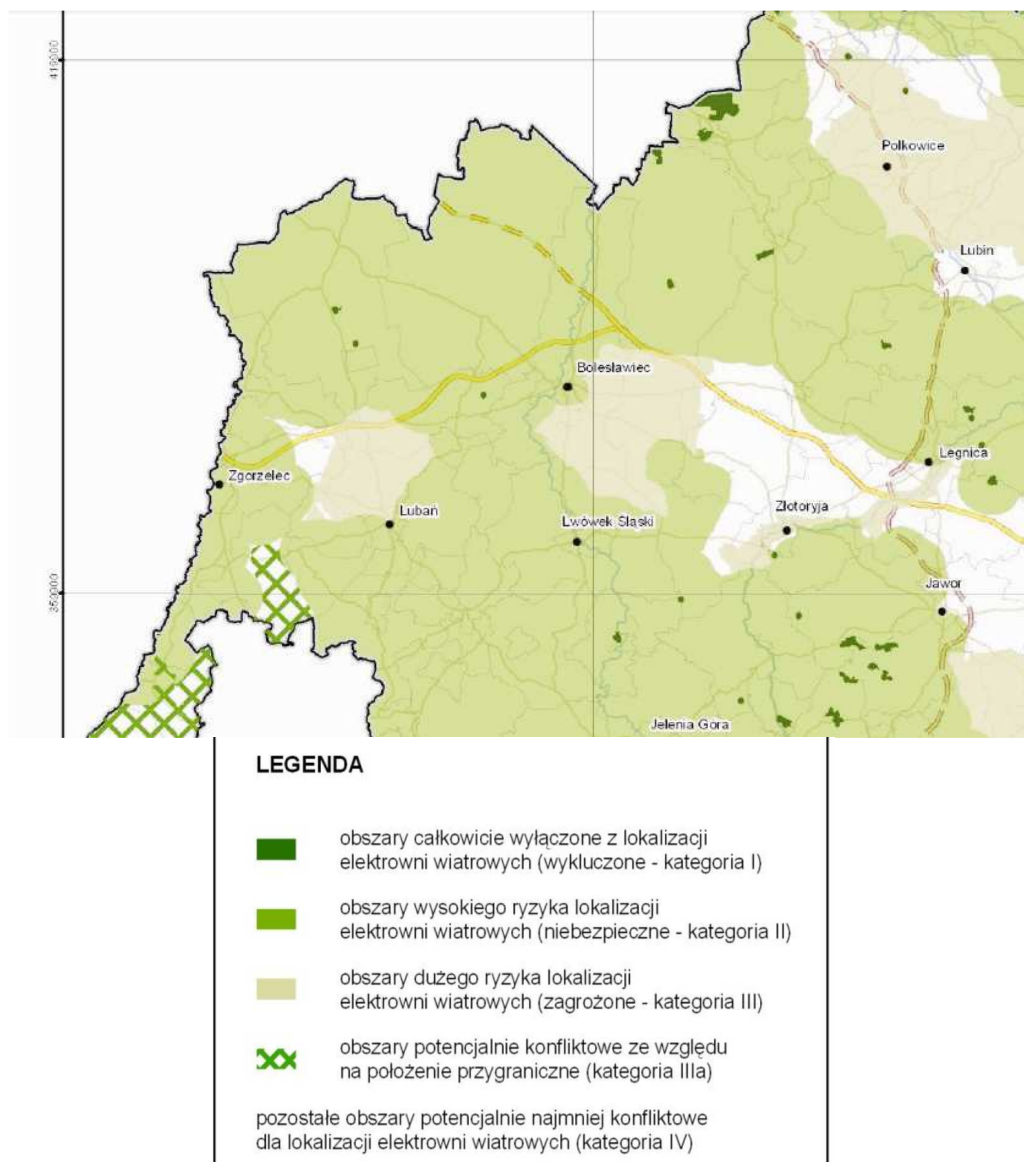 416000
Polkowice
Lubin
Bolesławiec
Legnica
Zgorzelec
Lubań
Lwówek Śląski
Złotoryja
353000
Jawor
Jelenia Góra
LEGENDA
obszary całkowicie wyłączone z lokalizacji
elektrowni wiatrowych (wykluczone - kategoria I)
obszary wysokiego ryzyka lokalizacji
elektrowni wiatrowych (niebezpieczne - kategoria II)
obszary dużego ryzyka lokalizacji
elektrowni wiatrowych (zagrożone - kategoria III)
obszary potencjalnie konfliktowe ze względu
na położenie przygraniczne (kategoria IIIa)
pozostałe obszary potencjalnie najmniej konfliktowe
dla lokalizacji elektrowni wiatrowych (kategoria IV)